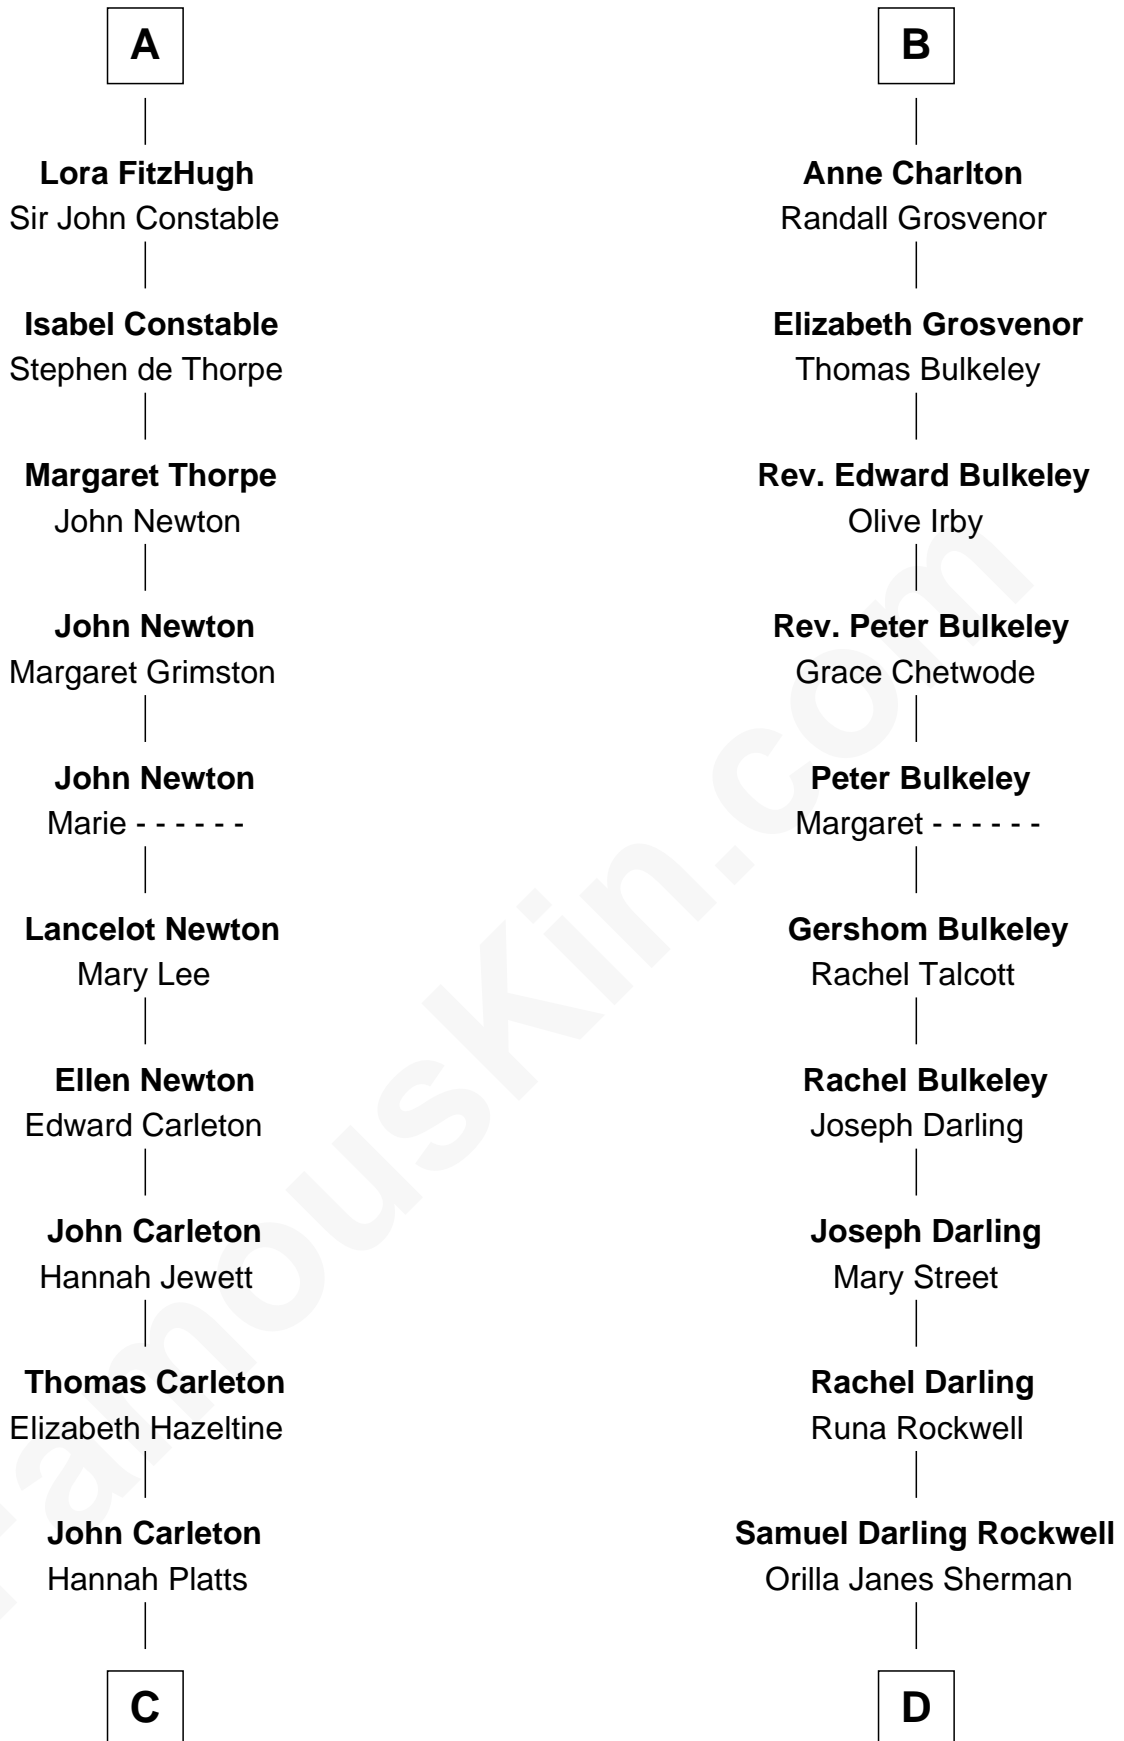 A
Lora FitzHugh
Sir John Constable
Isabel Constable
Stephen de Thorpe
Margaret Thorpe
John Newton
John Newton
Margaret Grimston
John Newton
Marie - - - - - -
Lancelot Newton
Mary Lee
Ellen Newton
Edward Carleton
John Carleton
Hannah Jewett
Thomas Carleton
Elizabeth Hazeltine
John Carleton
Hannah Platts
C
B
Anne Charlton
Randall Grosvenor
Elizabeth Grosvenor
Thomas Bulkeley
Rev. Edward Bulkeley
Olive Irby
Rev. Peter Bulkeley
Grace Chetwode
Peter Bulkeley
Margaret - - - - - -
Gershom Bulkeley
Rachel Talcott
Rachel Bulkeley
Joseph Darling
Joseph Darling
Mary Street
Rachel Darling
Runa Rockwell
Samuel Darling Rockwell
Orilla Janes Sherman
D
FamousKin.com